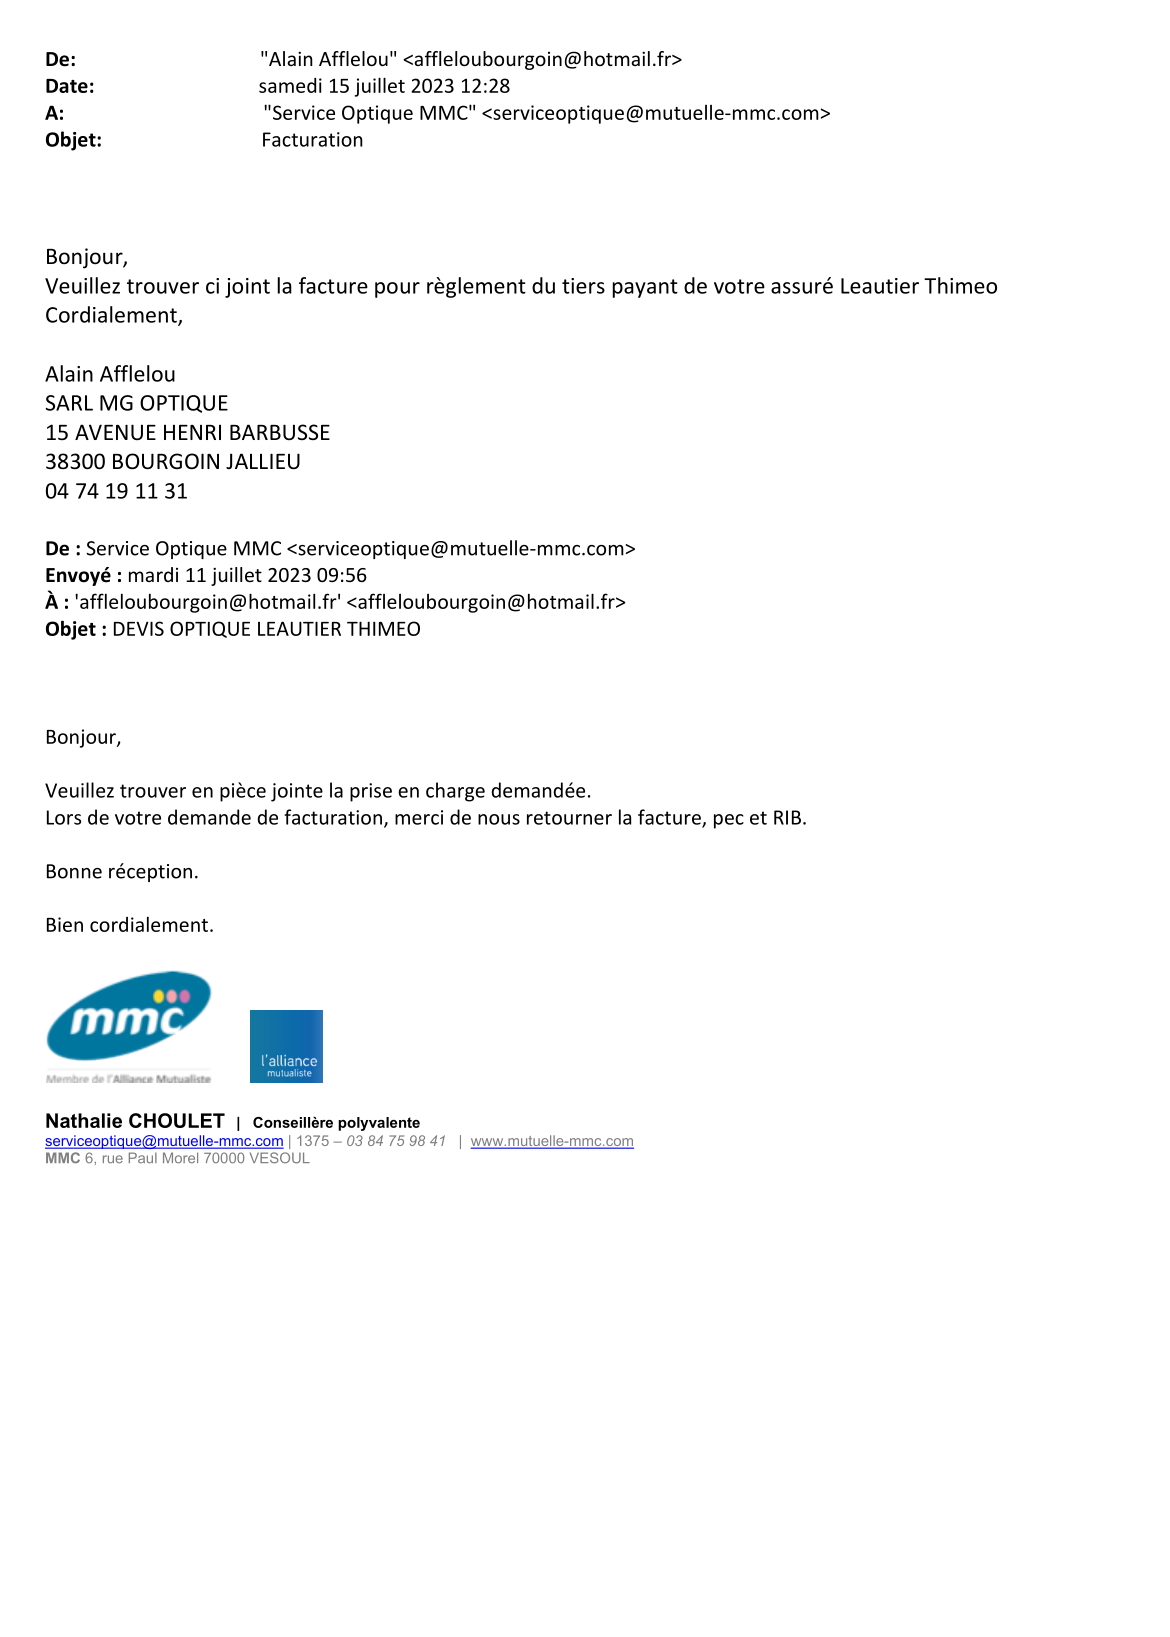 De: "Alain Afflelou" <affleloubourgoin@hotmail.fr>
Date: samedi 15 juillet 2023 12:28
A: "Service Optique MMC" <serviceoptique@mutuelle-mmc.com>
Objet: Facturation
Bonjour,
Veuillez trouver ci joint la facture pour règlement du tiers payant de votre assuré Leautier Thimeo
Cordialement,
Alain Afflelou
SARL MG OPTIQUE
15 AVENUE HENRI BARBUSSE
38300 BOURGOIN JALLIEU
04 74 19 11 31
De : Service Optique MMC <serviceoptique@mutuelle-mmc.com>
Envoyé : mardi 11 juillet 2023 09:56
À : 'affleloubourgoin@hotmail.fr' <affleloubourgoin@hotmail.fr>
Objet : DEVIS OPTIQUE LEAUTIER THIMEO
Bonjour,
Veuillez trouver en pièce jointe la prise en charge demandée.
Lors de votre demande de facturation, merci de nous retourner la facture, pec et RIB.
Bonne réception.
Bien cordialement.
mmc
Membre de l'Alliance Mutualiste
l'alliance
mutualiste
Nathalie CHOULET | Conseillère polyvalente
serviceoptique@mutuelle-mmc.com | 1375 – 03 84 75 98 41 | www.mutuelle-mmc.com
MMC 6, rue Paul Morel 70000 VESOUL